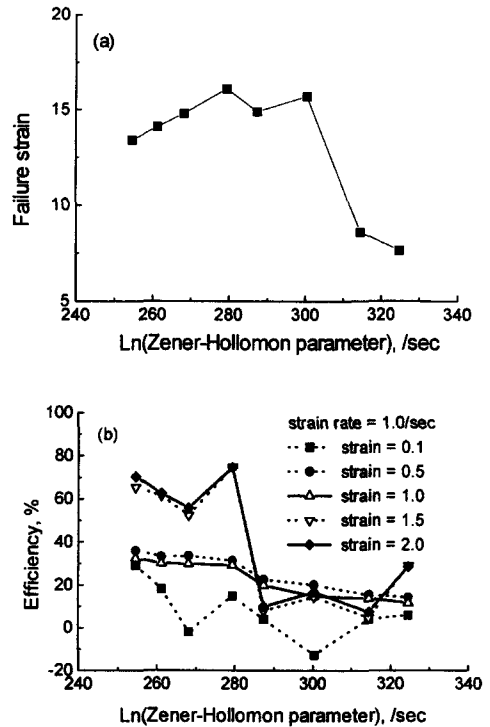 (a)
20
15
10
5
Failure strain
240 260 280 300 320 340
Ln(Zener-Hollomon parameter), /sec
(b)
100
80
60
40
20
0
-20
Efficiency, %
strain rate = 1.0/sec
strain = 0.1
strain = 0.5
strain = 1.0
strain = 1.5
strain = 2.0
240 260 280 300 320 340
Ln(Zener-Hollomon parameter), /sec